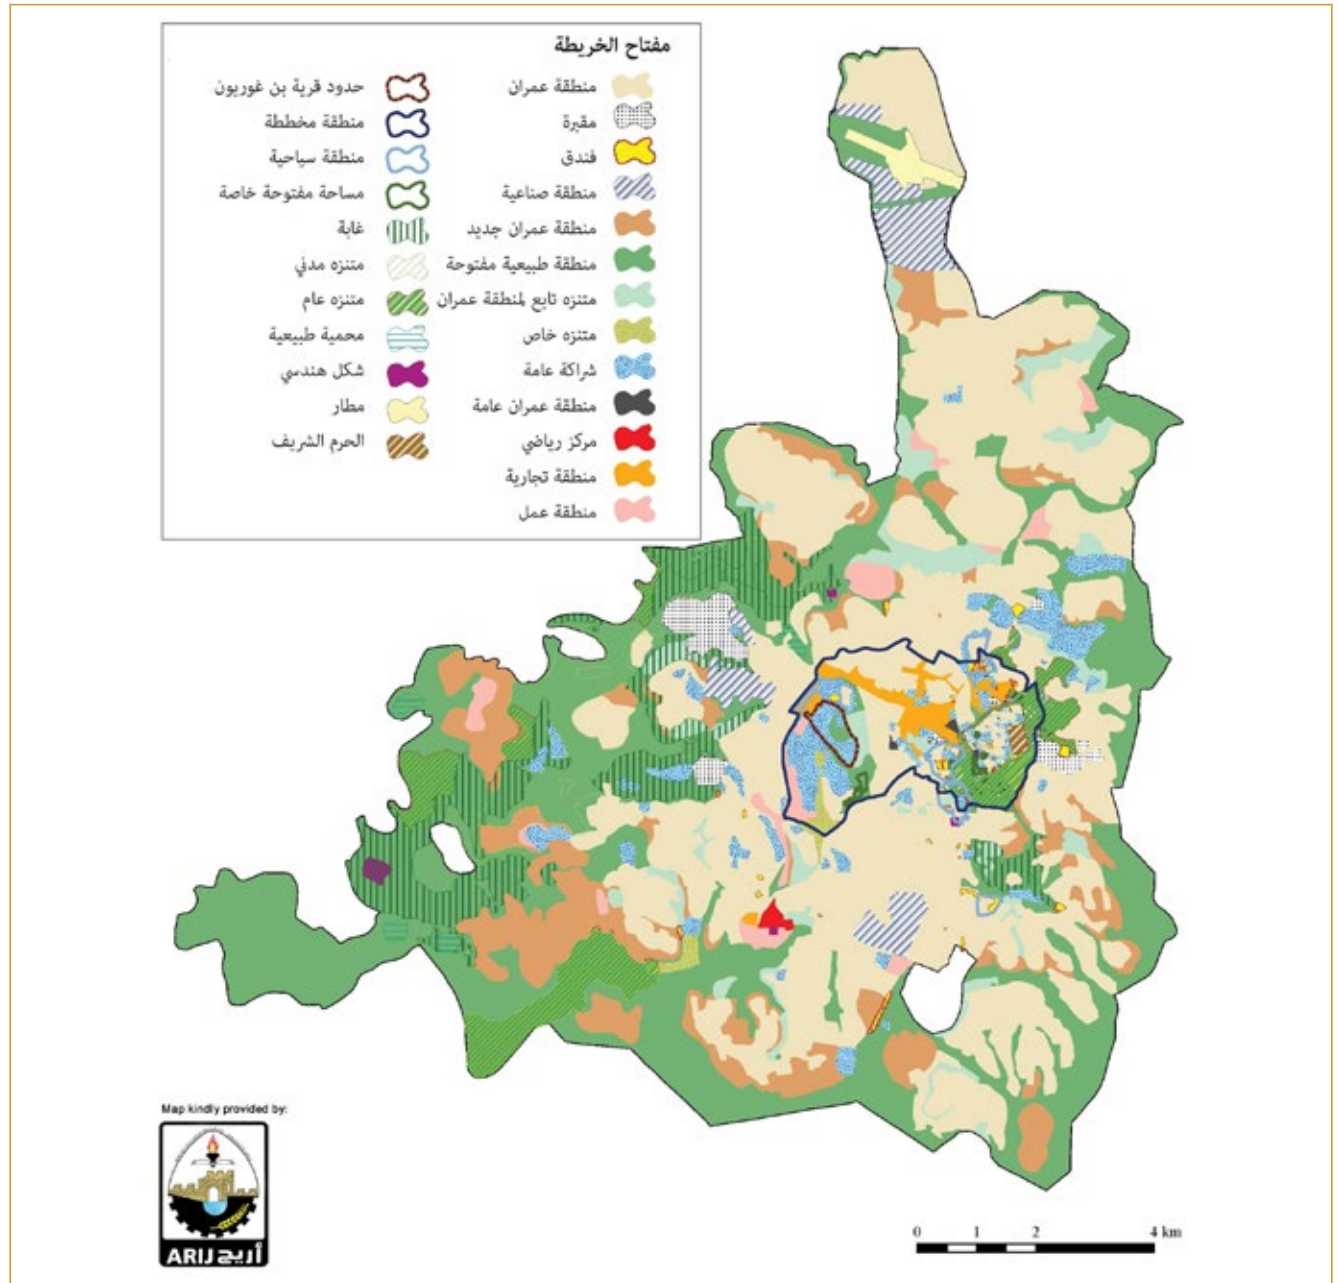 مفتاح الخريطة
منطقة عمران
مقبرة
فندق
منطقة صناعية
منطقة عمران جديد
منطقة طبيعية مفتوحة
متنزه تابع لمنطقة عمران
متنزه خاص
شراكة عامة
منطقة عمران عامة
مركز رياضي
منطقة تجارية
منطقة عمل
حدود قرية بن غوريون
منطقة مخططة
منطقة سياحية
مساحة مفتوحة خاصة
غابة
متنزه مدني
متنزه عام
محمية طبيعية
شكل هندسي
مطار
الحرم الشريف
Map kindly provided by:
ARIJ أريج
0 1 2 4 km